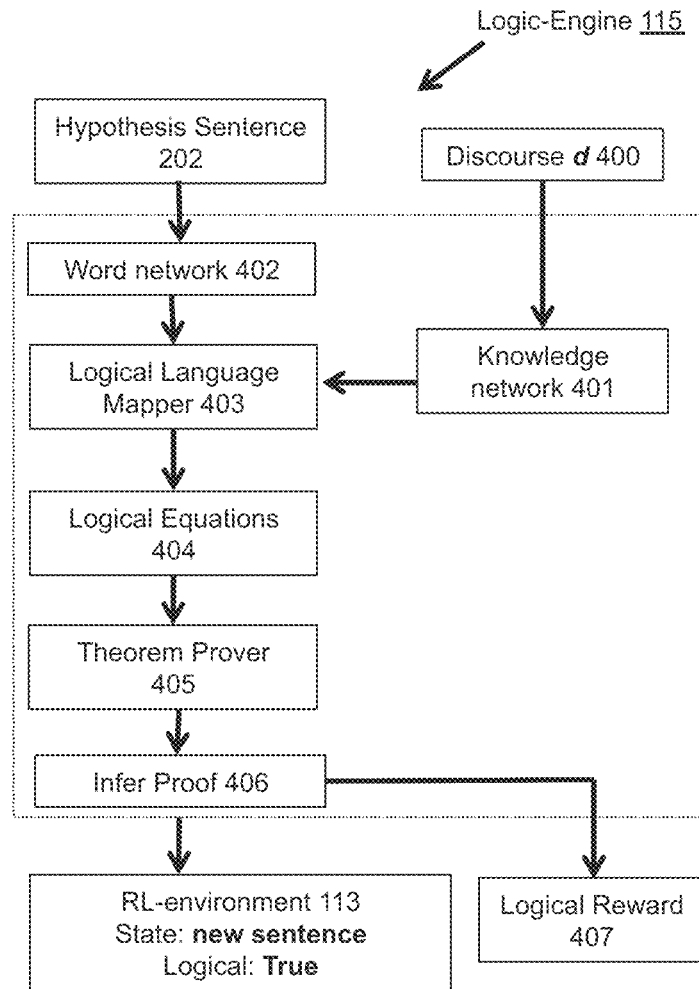 Logic-Engine 115
Hypothesis Sentence
202
Discourse d 400
Word network 402
Logical Language
Mapper 403
Knowledge
network 401
Logical Equations
404
Theorem Prover
405
Infer Proof 406
RL-environment 113
State: new sentence
Logical: True
Logical Reward
407